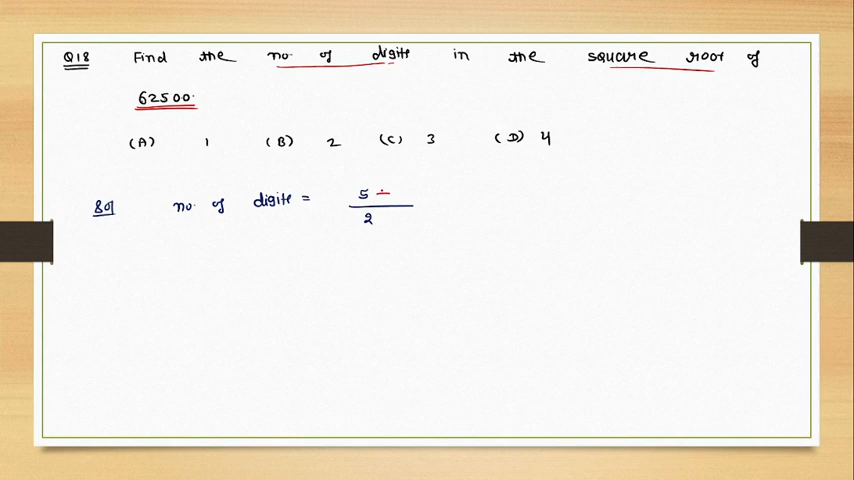 Q18 Find the no. of digits in the square root of
62500.
(A) 1 (B) 2 (C) 3 (D) 4
Sol no. of digits = 5 ÷
2